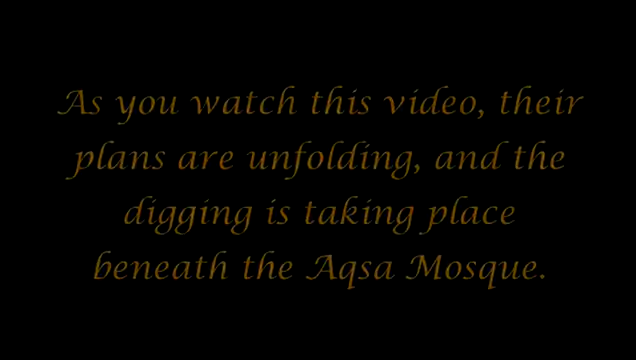 As you watch this video, their
plans are unfolding, and the
digging is taking place
beneath the Aqsa Mosque.